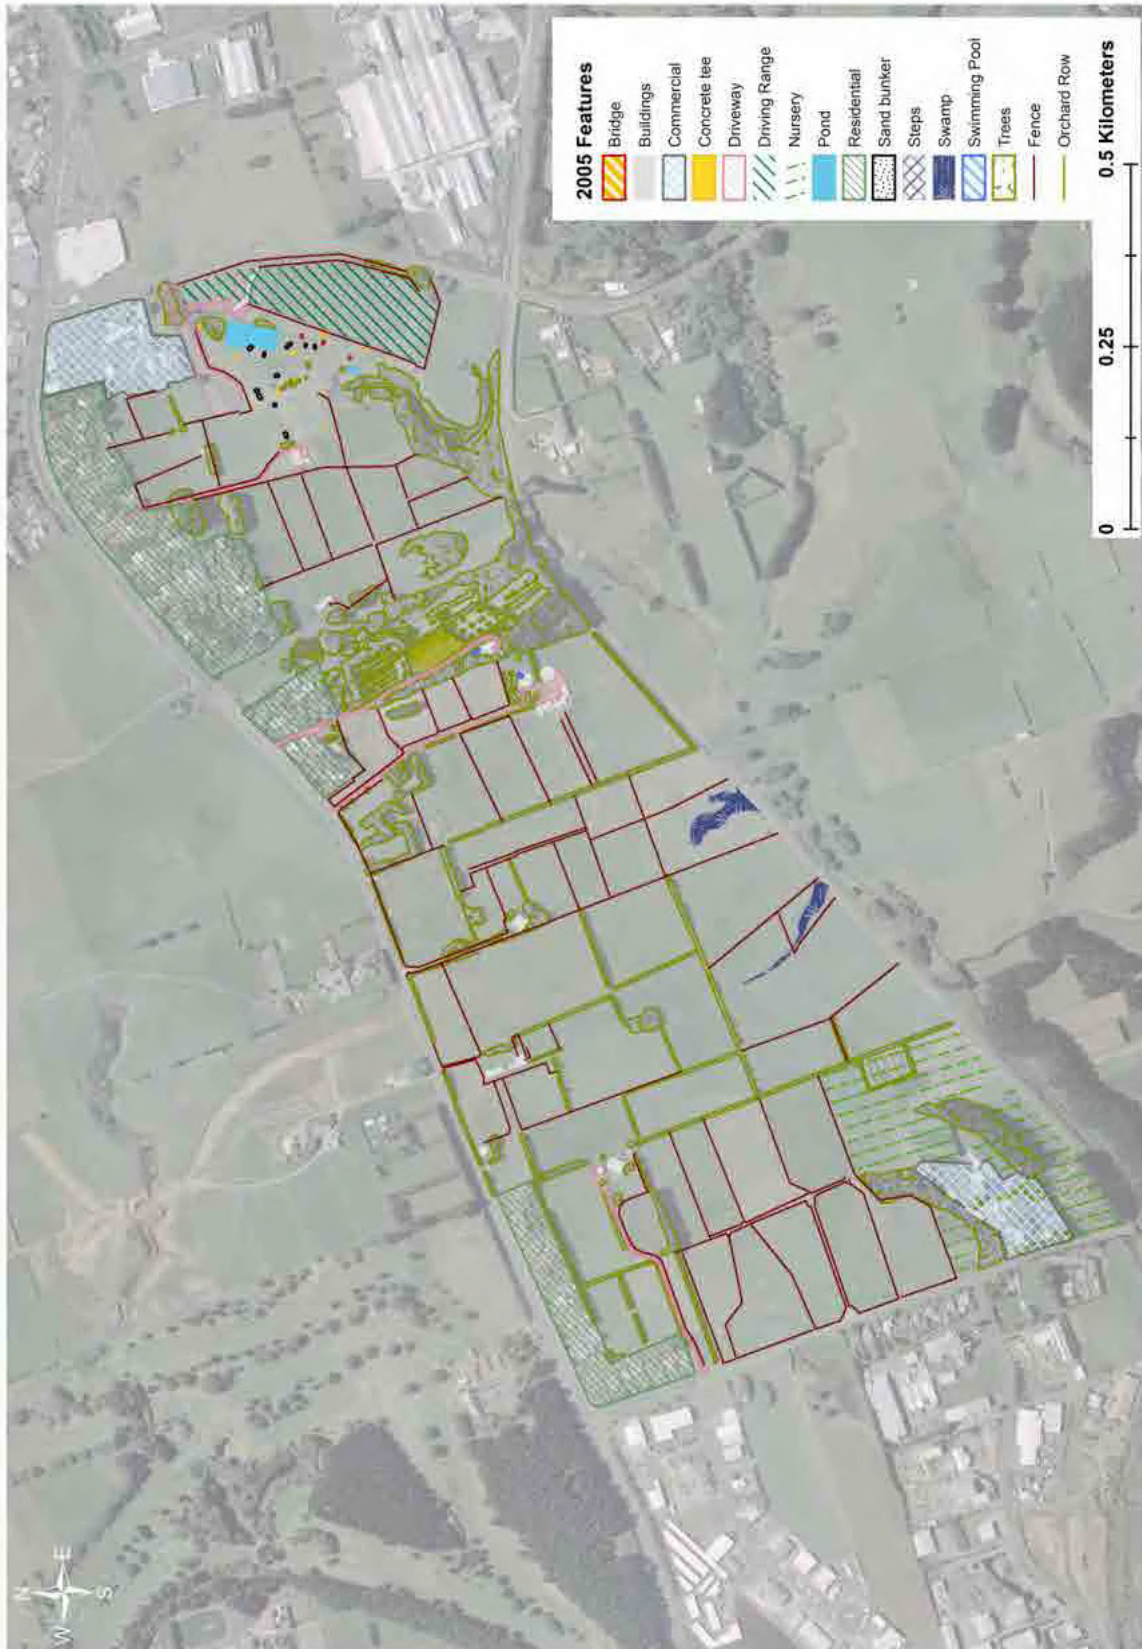 2005 Features
Bridge
Buildings
Commercial
Concrete tee
Driveway
Driving Range
Nursery
Pond
Residential
Sand bunker
Steps
Swamp
Swimming Pool
Trees
Fence
Orchard Row
0 0.25 0.5 Kilometers
N
W E
S